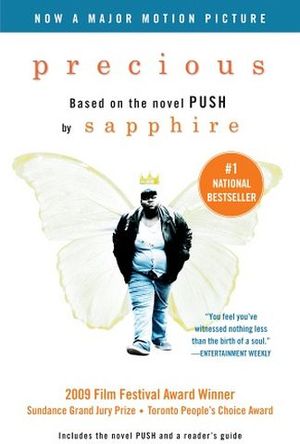 NOW A MAJOR MOTION PICTURE
precious
Based on the novel PUSH
by sapphire
#1
NATIONAL
BESTSELLER
"You feel you've
witnessed nothing less
than the birth of a soul."
—ENTERTAINMENT WEEKLY
2009 Film Festival Award Winner
Sundance Grand Jury Prize • Toronto People's Choice Award
Includes the novel PUSH and a reader's guide